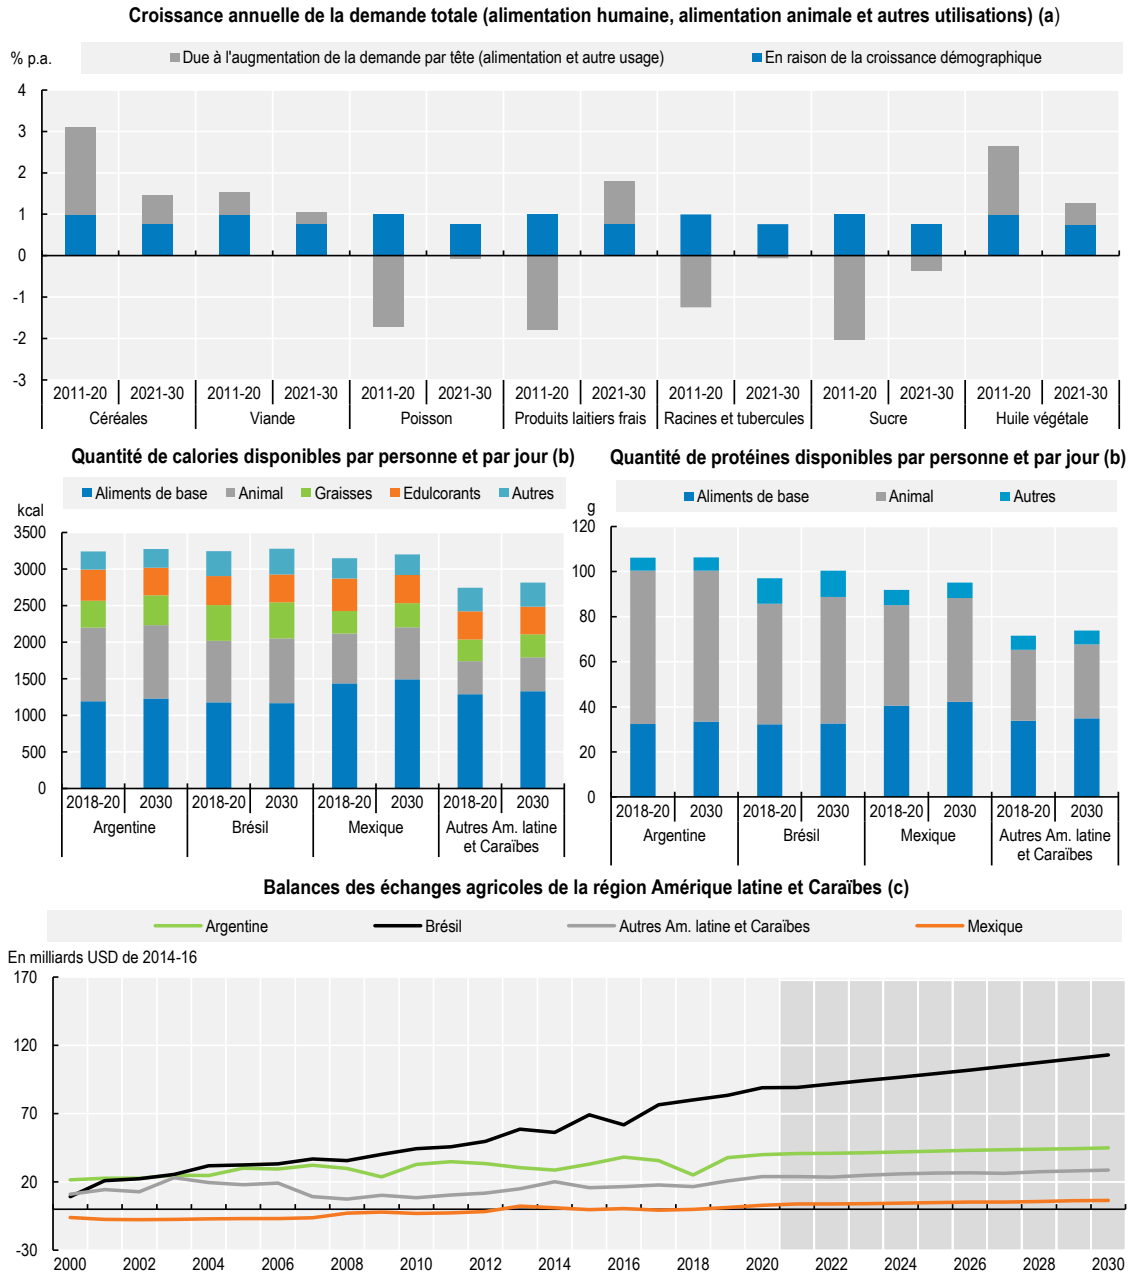 Croissance annuelle de la demande totale (alimentation humaine, alimentation animale et autres utilisations) (a)
% p.a.
Due à l'augmentation de la demande par tête (alimentation et autre usage)
En raison de la croissance démographique
4
3
2
1
0
-1
-2
-3
2011-20 2021-30 2011-20 2021-30 2011-20 2021-30 2011-20 2021-30 2011-20 2021-30 2011-20 2021-30 2011-20 2021-30
Céréales Viande Poisson Produits laitiers frais Racines et tubercules Sucre Huile végétale
Quantité de calories disponibles par personne et par jour (b)
Aliments de base Animal Graisses Edulcorants Autres
kcal
3500
3000
2500
2000
1500
1000
500
0
2018-20 2030 2018-20 2030 2018-20 2030 2018-20 2030
Argentine Brésil Mexique Autres Am. latine
et Caraïbes
Quantité de protéines disponibles par personne et par jour (b)
Aliments de base Animal Autres
g
120
100
80
60
40
20
0
2018-20 2030 2018-20 2030 2018-20 2030 2018-20 2030
Argentine Brésil Mexique Autres Am. latine
et Caraïbes
Balances des échanges agricoles de la région Amérique latine et Caraïbes (c)
Argentine Brésil Autres Am. latine et Caraïbes Mexique
En milliards USD de 2014-16
170
120
70
20
-30
2000 2002 2004 2006 2008 2010 2012 2014 2016 2018 2020 2022 2024 2026 2028 2030